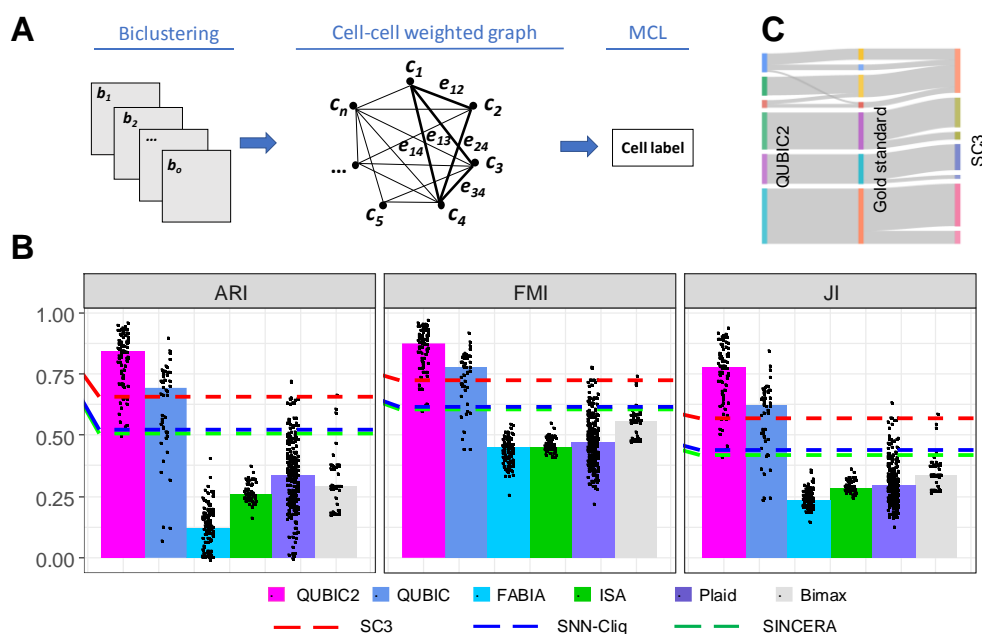 A
Biclustering
Cell-cell weighted graph
MCL
b1
b2
...
bo
c1
c2
c3
c4
c5
...
cn
e12
e13
e14
e24
e34
Cell label
C
QUBIC2
Gold standard
SC3
B
ARI
FMI
JI
1.00
0.75
0.50
0.25
0.00
QUBIC2 QUBIC FABIA ISA Plaid Bimax
SC3 SNN-Cliq SINCERA